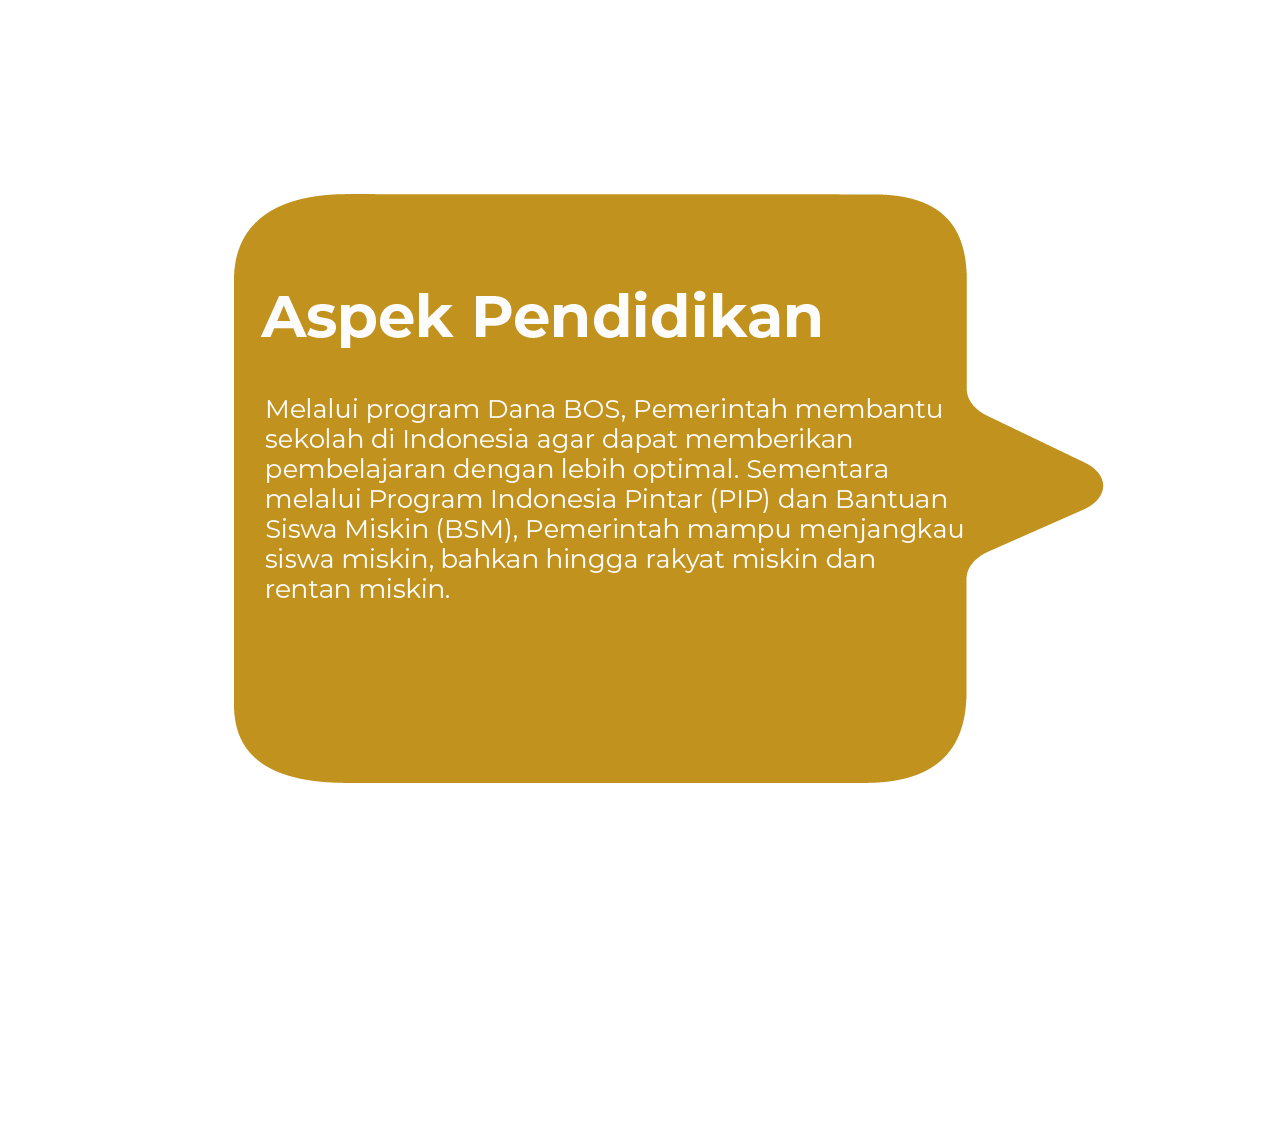 Aspek Pendidikan
Melalui program Dana BOS, Pemerintah membantu
sekolah di Indonesia agar dapat memberikan
pembelajaran dengan lebih optimal. Sementara
melalui Program Indonesia Pintar (PIP) dan Bantuan
Siswa Miskin (BSM), Pemerintah mampu menjangkau
siswa miskin, bahkan hingga rakyat miskin dan
rentan miskin.